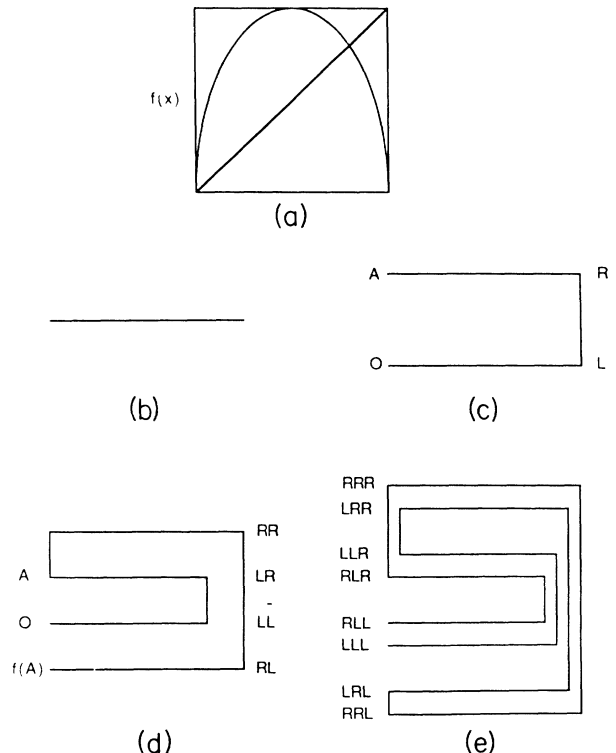 f(x)
(a)
(b)
A R
O L
(c)
RR
A LR
O LL
f(A) RL
(d)
RRR
LRR
LLR
RLR
RLL
LLL
LRL
RRL
(e)